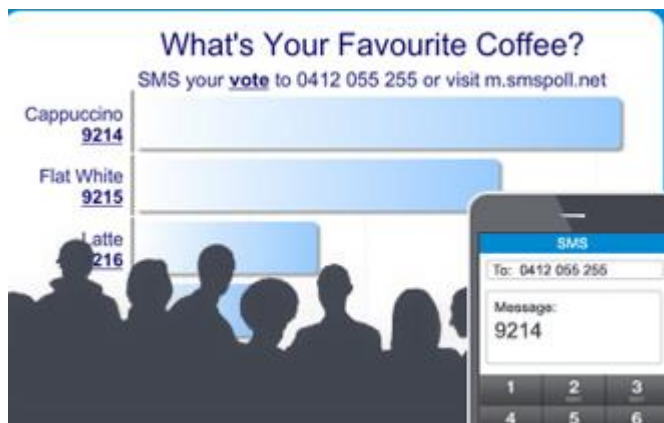 What's Your Favourite Coffee?
SMS your vote to 0412 055 255 or visit m.smspoll.net
Cappuccino
9214
Flat White
9215
Latte
216
SMS
To: 0412 055 255
Message:
9214
1 2 3
4 5 6